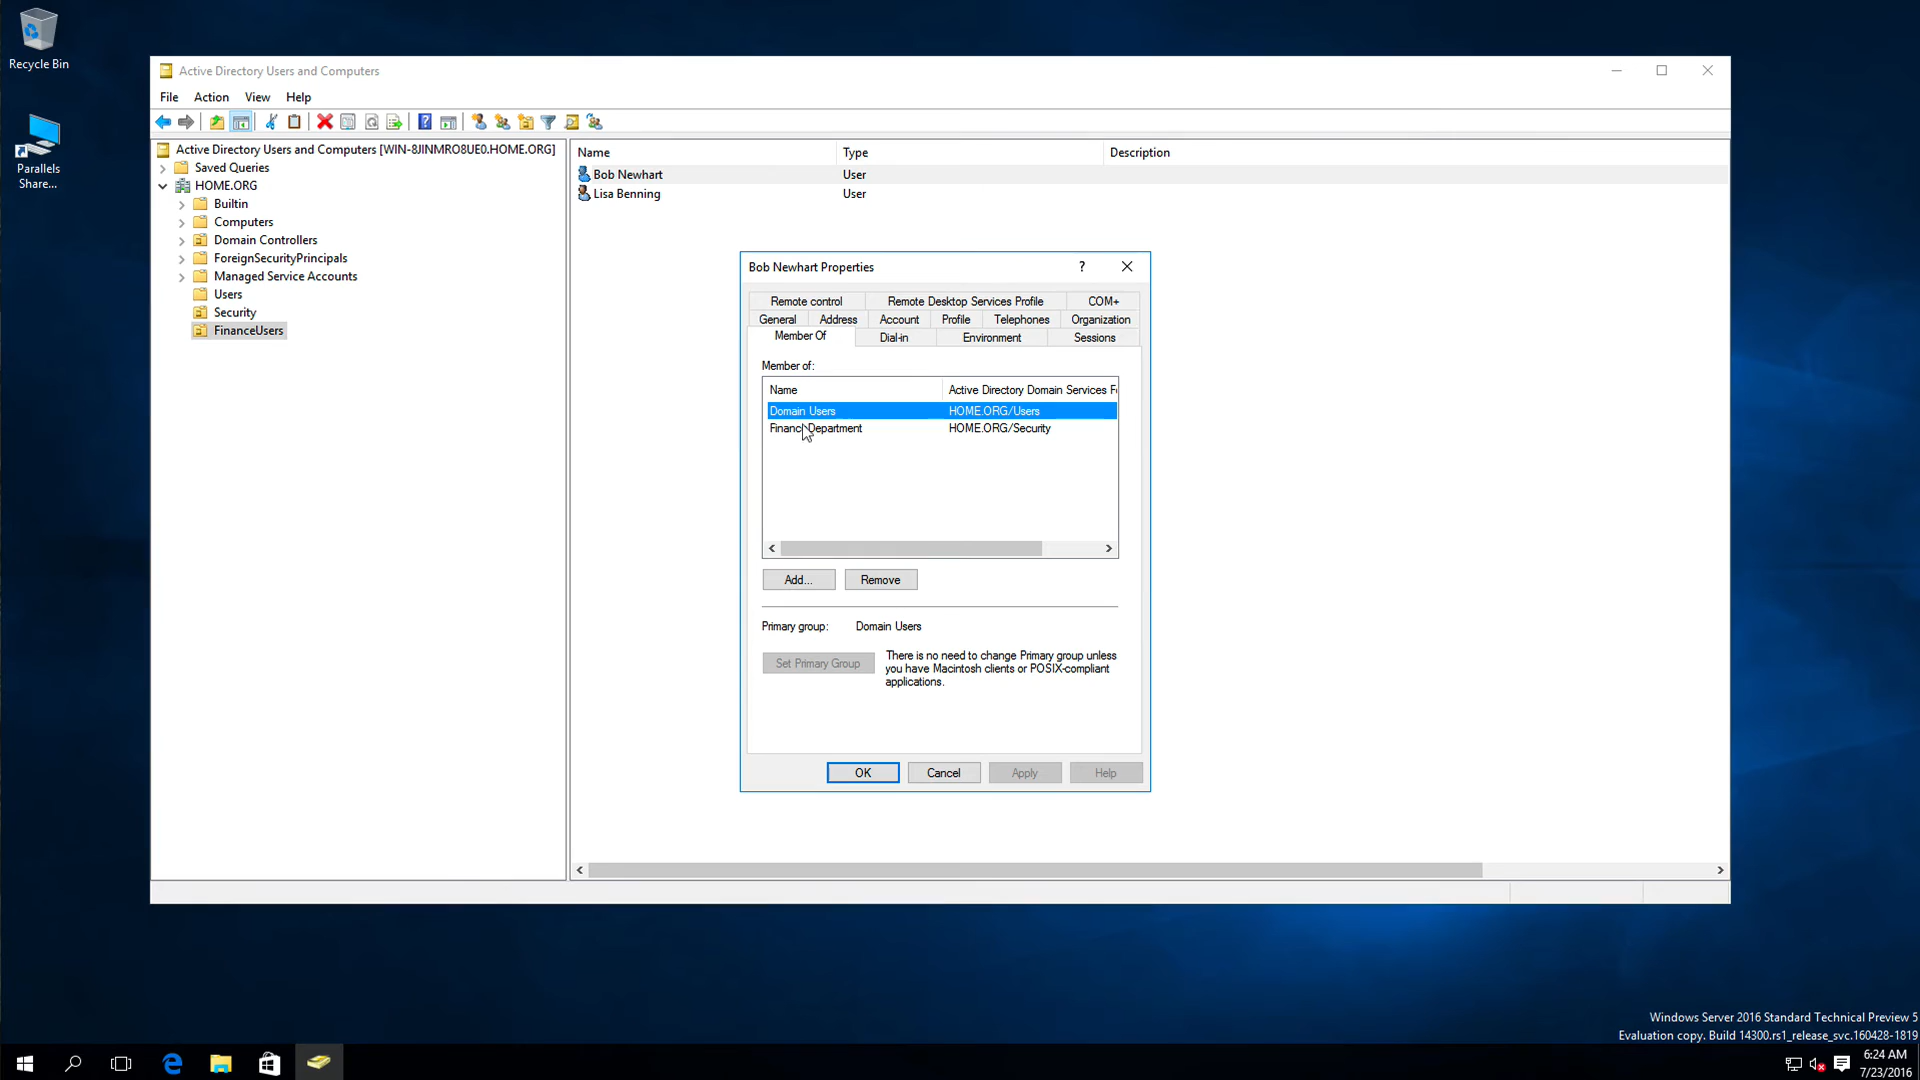 Recycle Bin
Parallels
Share...
Active Directory Users and Computers
File Action View Help
Active Directory Users and Computers [WIN-8JINMRO8UE0.HOME.ORG]
Saved Queries
HOME.ORG
Builtin
Computers
Domain Controllers
ForeignSecurityPrincipals
Managed Service Accounts
Users
Security
FinanceUsers
Name Type Description
Bob Newhart User
Lisa Benning User
Bob Newhart Properties
Remote control Remote Desktop Services Profile COM+
General Address Account Profile Telephones Organization
Member Of Dial-in Environment Sessions
Member of:
Name Active Directory Domain Services F
Domain Users HOME.ORG/Users
Finance Department HOME.ORG/Security
Add... Remove
Primary group: Domain Users
Set Primary Group
There is no need to change Primary group unless
you have Macintosh clients or POSIX-compliant
applications.
OK Cancel Apply Help
Windows Server 2016 Standard Technical Preview 5
Evaluation copy. Build 14300.rs1_release_svc.160428-1819
6:24 AM
7/23/2016